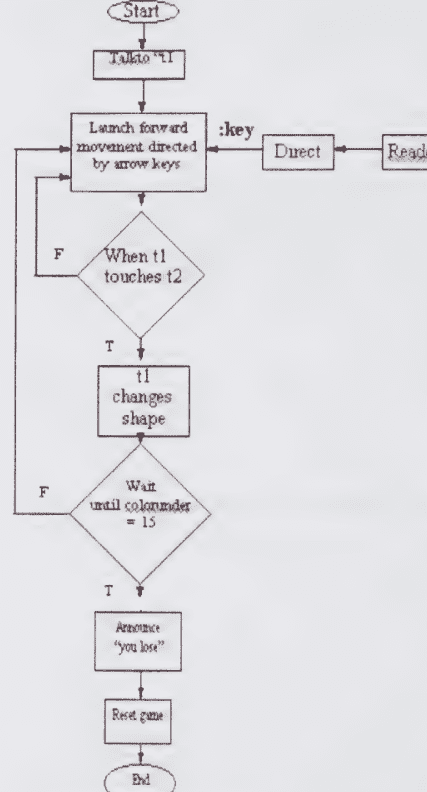 Start
Talkto "t1
Launch forward
movement directed
by arrow keys
:key
Direct
F
When t1
touches t2
T
t1
changes
shape
F
Wait
until colorunder
= 15
T
Announce
"you lose"
Reset game
End